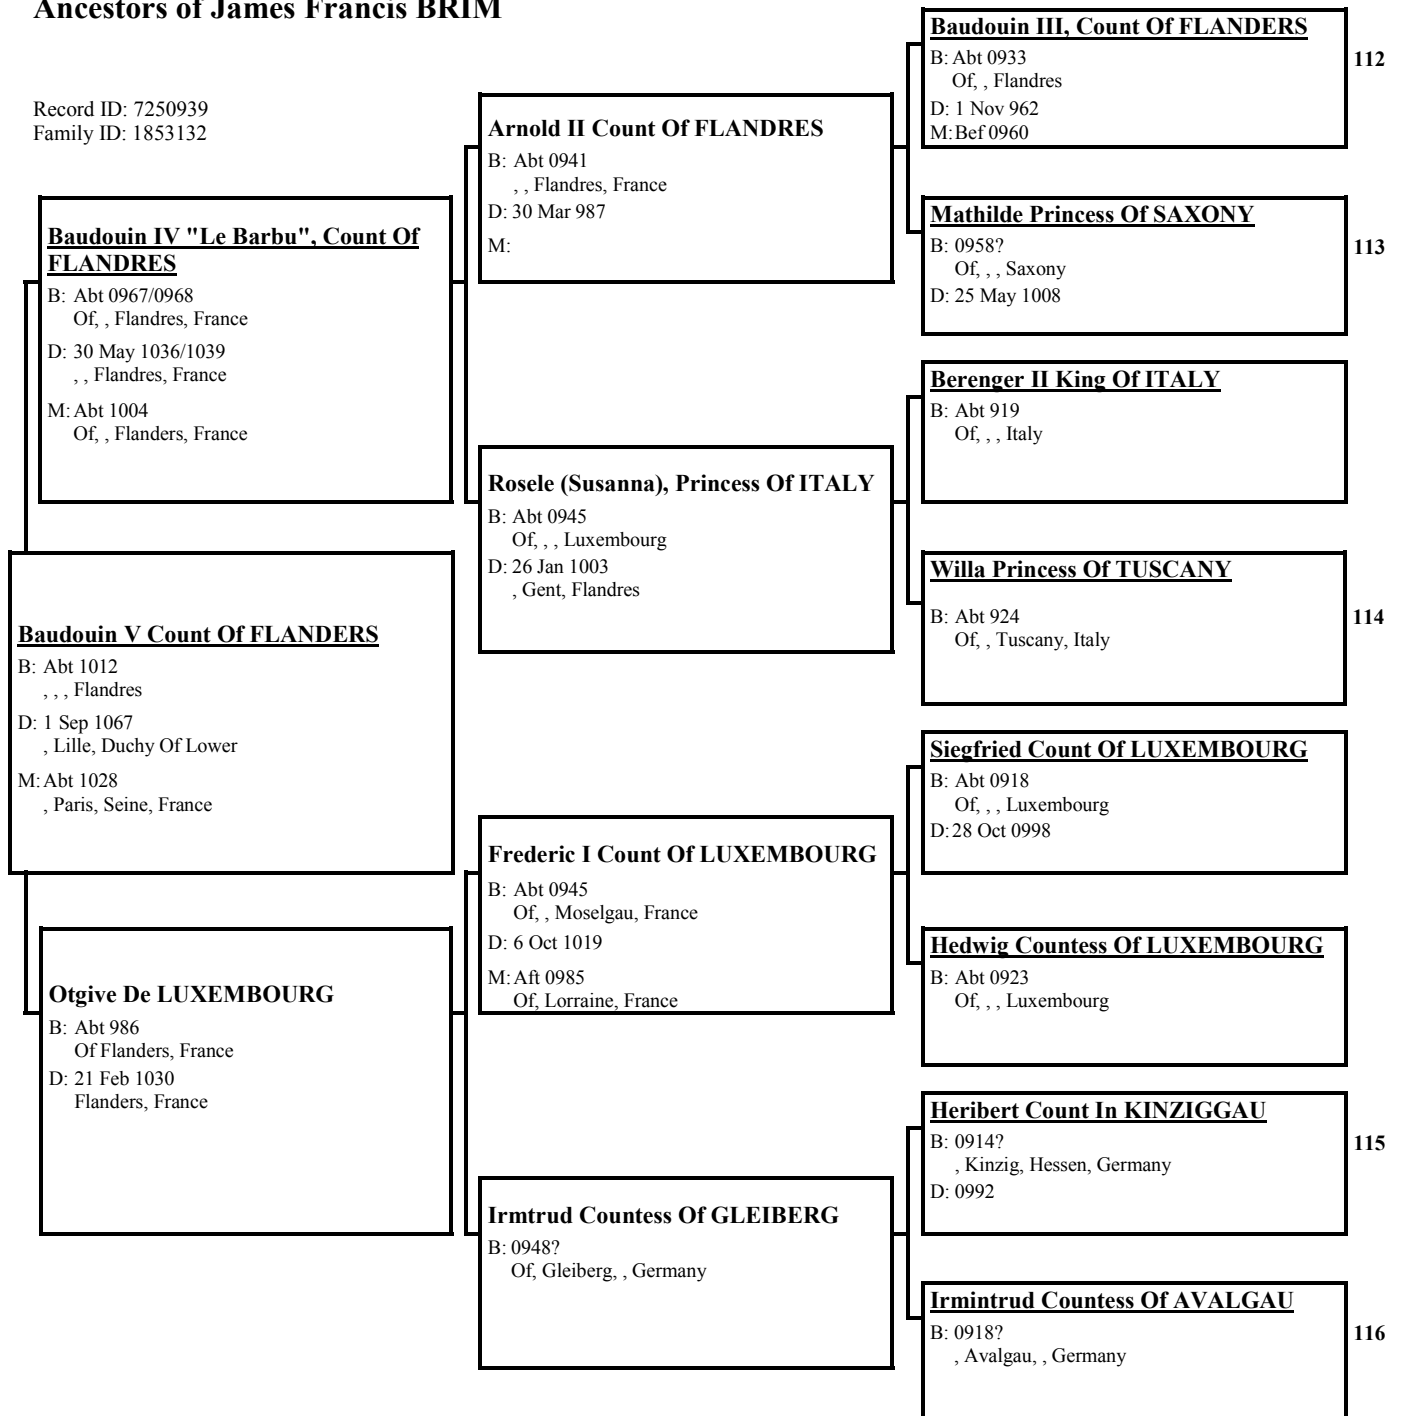 Ancestors of James Francis BRIM
Record ID: 7250939
Family ID: 1853132
Baudouin IV "Le Barbu", Count Of
FLANDRES
B: Abt 0967/0968
Of, , Flandres, France
D: 30 May 1036/1039
, , Flandres, France
M: Abt 1004
Of, , Flanders, France
Baudouin V Count Of FLANDERS
B: Abt 1012
, , , Flandres
D: 1 Sep 1067
, Lille, Duchy Of Lower
M: Abt 1028
, Paris, Seine, France
Otgive De LUXEMBOURG
B: Abt 986
Of Flanders, France
D: 21 Feb 1030
Flanders, France
Arnold II Count Of FLANDRES
B: Abt 0941
, , Flandres, France
D: 30 Mar 987
M:
Rosele (Susanna), Princess Of ITALY
B: Abt 0945
Of, , , Luxembourg
D: 26 Jan 1003
, Gent, Flandres
Frederic I Count Of LUXEMBOURG
B: Abt 0945
Of, , Moselgau, France
D: 6 Oct 1019
M: Aft 0985
Of, Lorraine, France
Irmtrud Countess Of GLEIBERG
B: 0948?
Of, Gleiberg, , Germany
Baudouin III, Count Of FLANDERS
B: Abt 0933
Of, , Flandres
D: 1 Nov 962
M: Bef 0960
112
Mathilde Princess Of SAXONY
B: 0958?
Of, , , Saxony
D: 25 May 1008
113
Berenger II King Of ITALY
B: Abt 919
Of, , , Italy
Willa Princess Of TUSCANY
B: Abt 924
Of, , Tuscany, Italy
114
Siegfried Count Of LUXEMBOURG
B: Abt 0918
Of, , , Luxembourg
D: 28 Oct 0998
Hedwig Countess Of LUXEMBOURG
B: Abt 0923
Of, , , Luxembourg
Heribert Count In KINZIGGAU
B: 0914?
, Kinzig, Hessen, Germany
D: 0992
115
Irmintrud Countess Of AVALGAU
B: 0918?
, Avalgau, , Germany
116